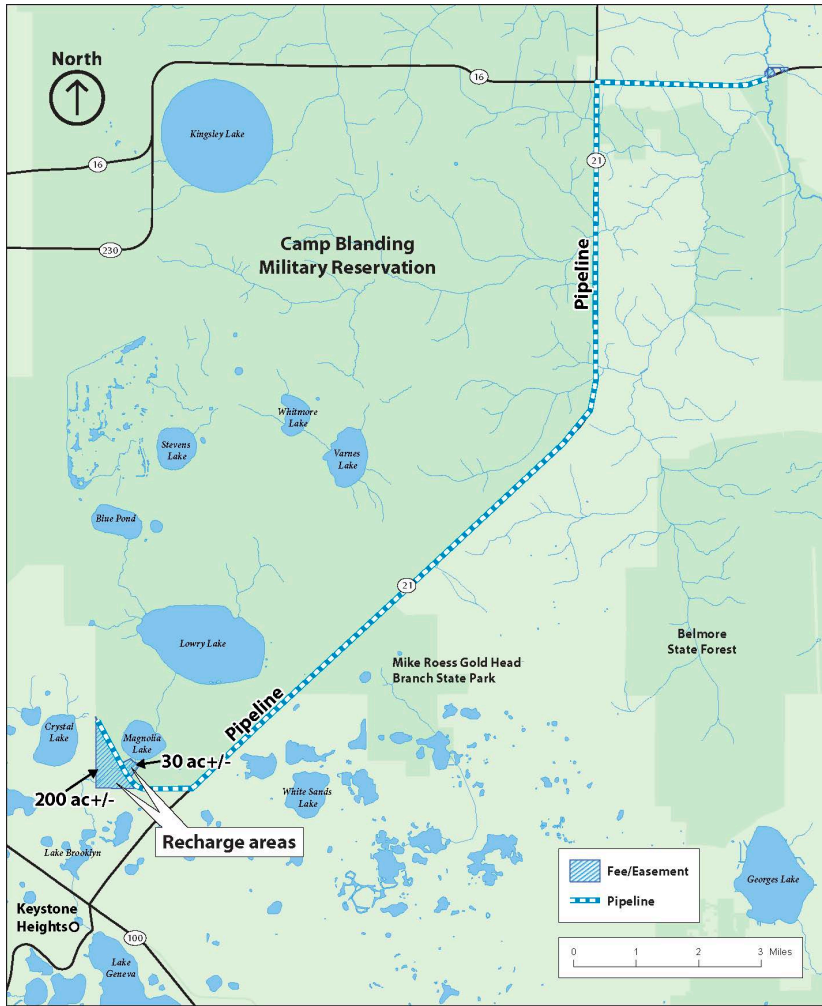 North
16
Kingsley Lake
16
21
230
Camp Blanding
Military Reservation
Pipeline
Whitmore
Lake
Stevens
Lake
Varnes
Lake
Blue Pond
21
Lowry Lake
Belmore
State Forest
Mike Roess Gold Head
Branch State Park
Pipeline
Crystal
Lake
Magnolia
Lake
30 ac+/-
200 ac+/-
White Sands
Lake
Recharge areas
Lake Brooklyn
Fee/Easement
Pipeline
Georges Lake
Keystone
Heights
100
0 1 2 3 Miles
Lake
Geneva